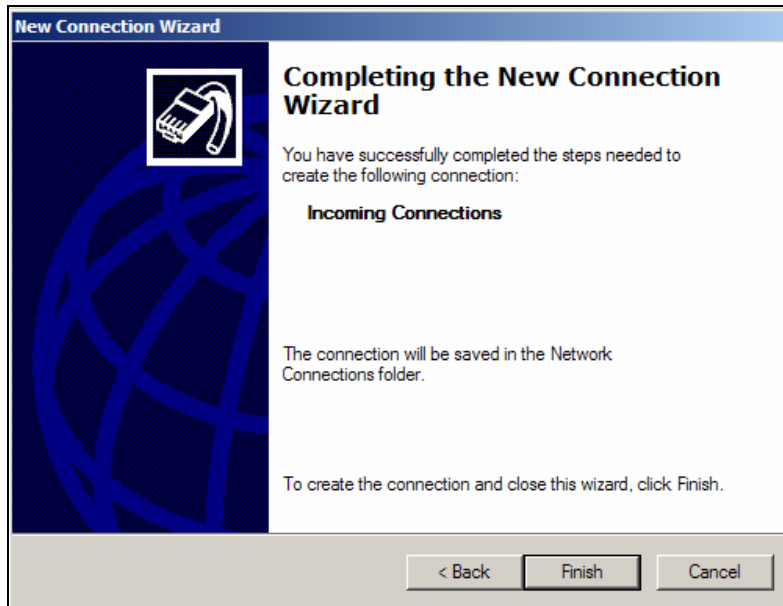 New Connection Wizard
Completing the New Connection
Wizard
You have successfully completed the steps needed to
create the following connection:
Incoming Connections
The connection will be saved in the Network
Connections folder.
To create the connection and close this wizard, click Finish.
< Back
Finish
Cancel